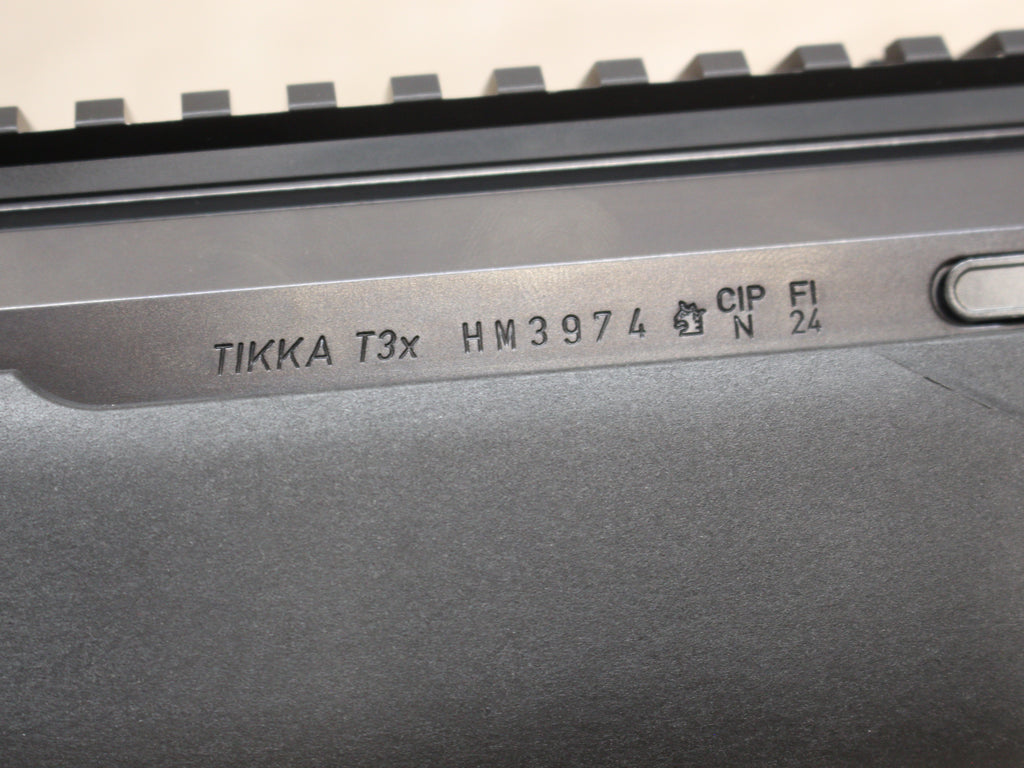 TIKKA T3x HM3974 CIP FI
N 24